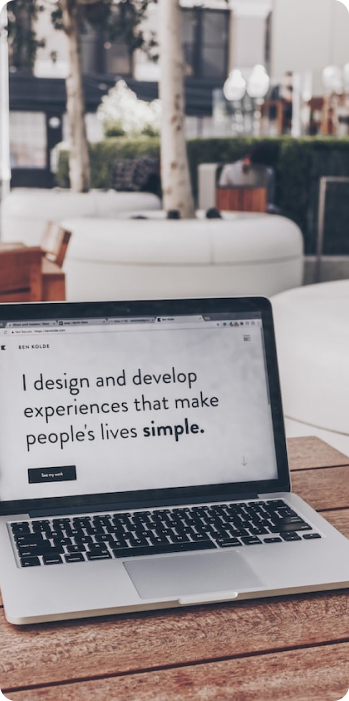 BEN KOLDE
I design and develop
experiences that make
people's lives simple.
See my work